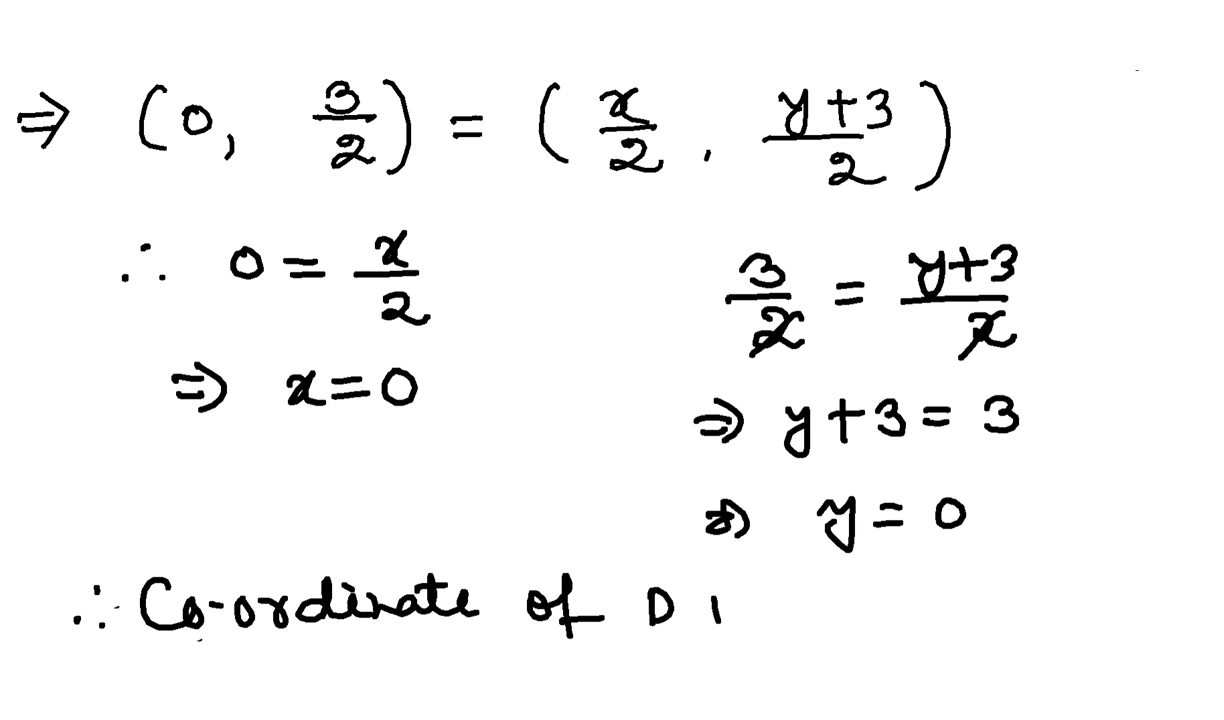 ⇒ (0, 3/2) = (x/2 , (y+3)/2)
∴ 0 = x/2
3/2 = (y+3)/2
⇒ x = 0
⇒ y + 3 = 3
⇒ y = 0
∴ Co-ordinate of D